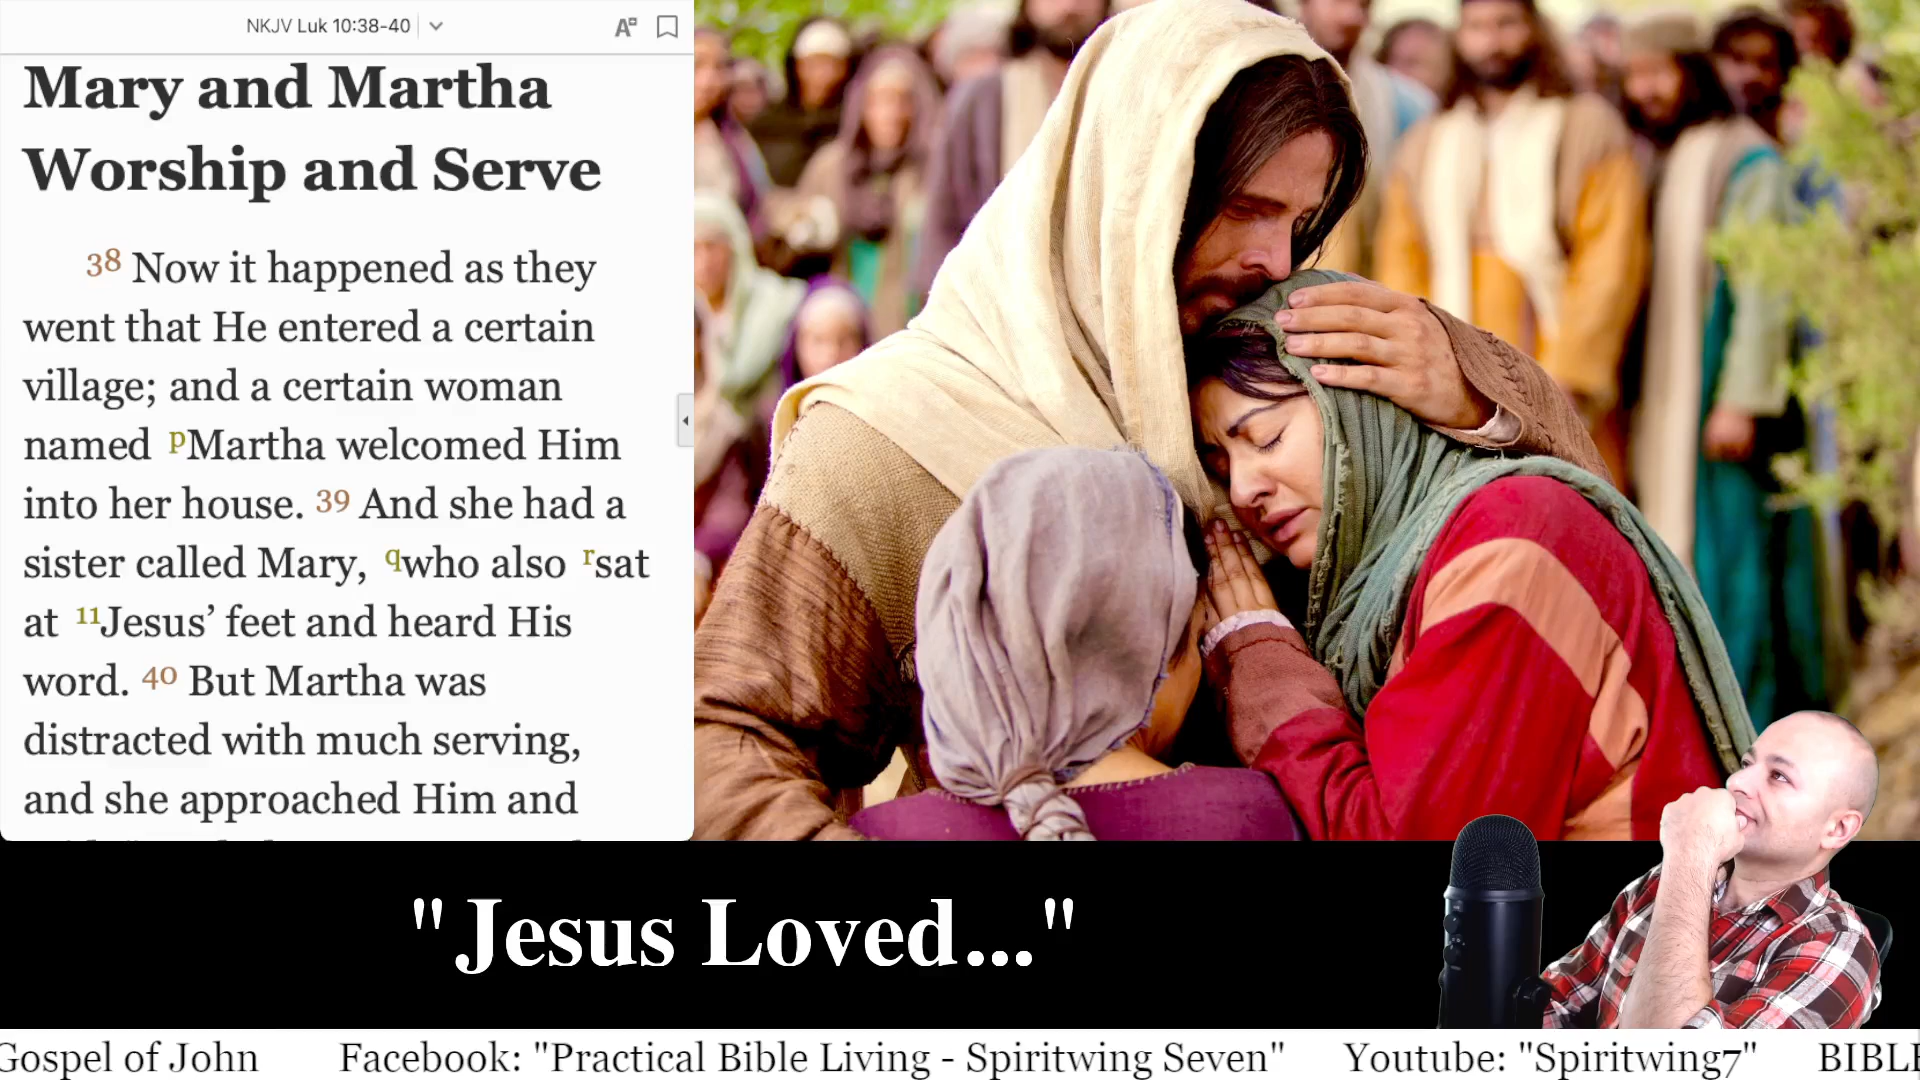 NKJV Luk 10:38-40
Mary and Martha
Worship and Serve
38 Now it happened as they
went that He entered a certain
village; and a certain woman
named pMartha welcomed Him
into her house. 39 And she had a
sister called Mary, qwho also rsat
at 11Jesus’ feet and heard His
word. 40 But Martha was
distracted with much serving,
and she approached Him and
"Jesus Loved..."
Gospel of John Facebook: "Practical Bible Living - Spiritwing Seven" Youtube: "Spiritwing7"